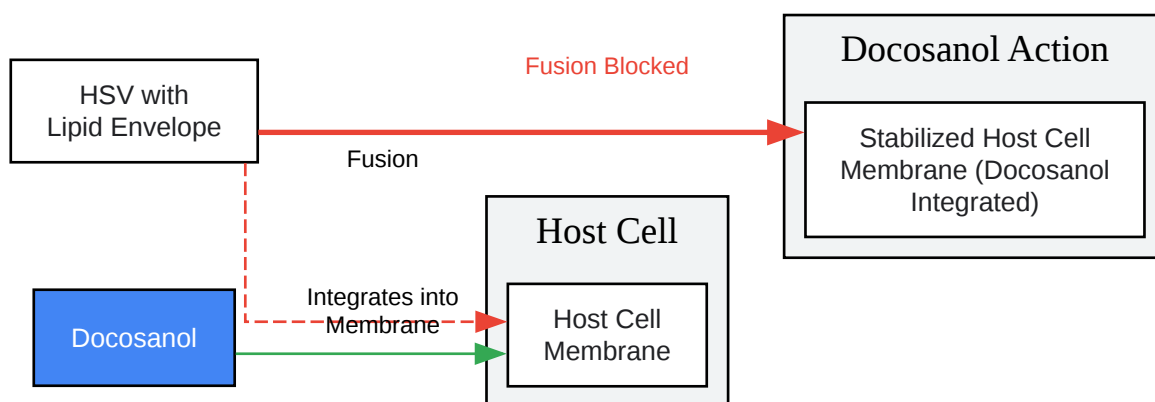 HSV with
Lipid Envelope
Fusion Blocked
Fusion
Docosanol Action
Stabilized Host Cell
Membrane (Docosanol
Integrated)
Host Cell
Host Cell
Membrane
Integrates into
Membrane
Docosanol